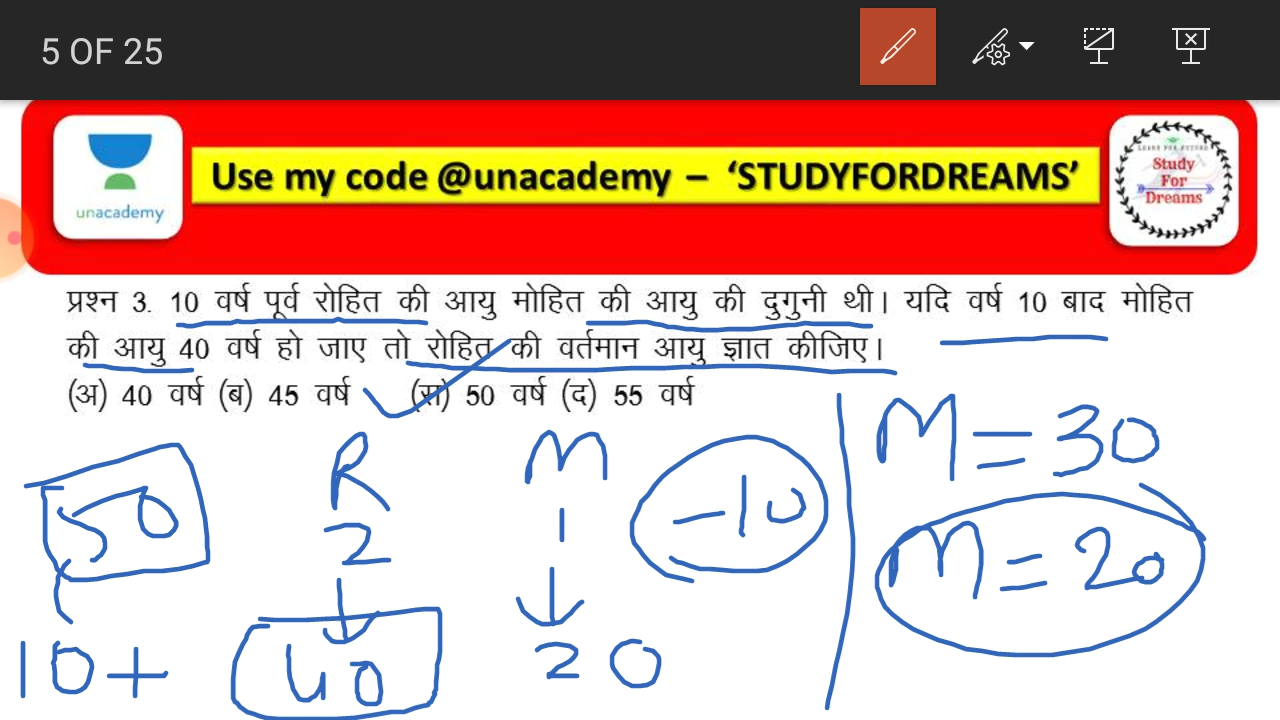 5 OF 25
unacademy
Use my code @unacademy – ‘STUDYFORDREAMS’
Study
For
Dreams
प्रश्न 3. 10 वर्ष पूर्व रोहित की आयु मोहित की आयु की दुगुनी थी। यदि वर्ष 10 बाद मोहित
की आयु 40 वर्ष हो जाए तो रोहित की वर्तमान आयु ज्ञात कीजिए।
(अ) 40 वर्ष (ब) 45 वर्ष (स) 50 वर्ष (द) 55 वर्ष
R M M = 30
50 2 1 -10 M = 20
10+ 40 20